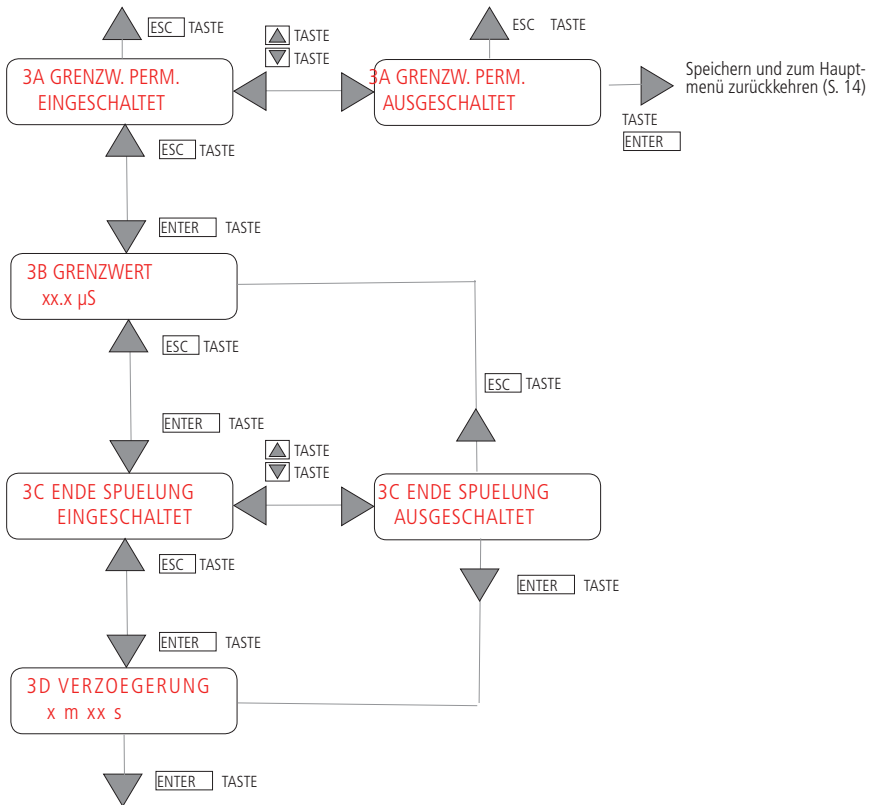 ESC TASTE
TASTE
TASTE
ESC TASTE
3A GRENZW. PERM.
EINGESCHALTET
3A GRENZW. PERM.
AUSGESCHALTET
Speichern und zum Haupt-
menü zurückkehren (S. 14)
TASTE
ENTER
ESC TASTE
ENTER TASTE
3B GRENZWERT
xx.x µS
ESC TASTE
ESC TASTE
ENTER TASTE
TASTE
TASTE
3C ENDE SPUELUNG
EINGESCHALTET
3C ENDE SPUELUNG
AUSGESCHALTET
ESC TASTE
ENTER TASTE
ENTER TASTE
3D VERZOEGERUNG
x m xx s
ENTER TASTE